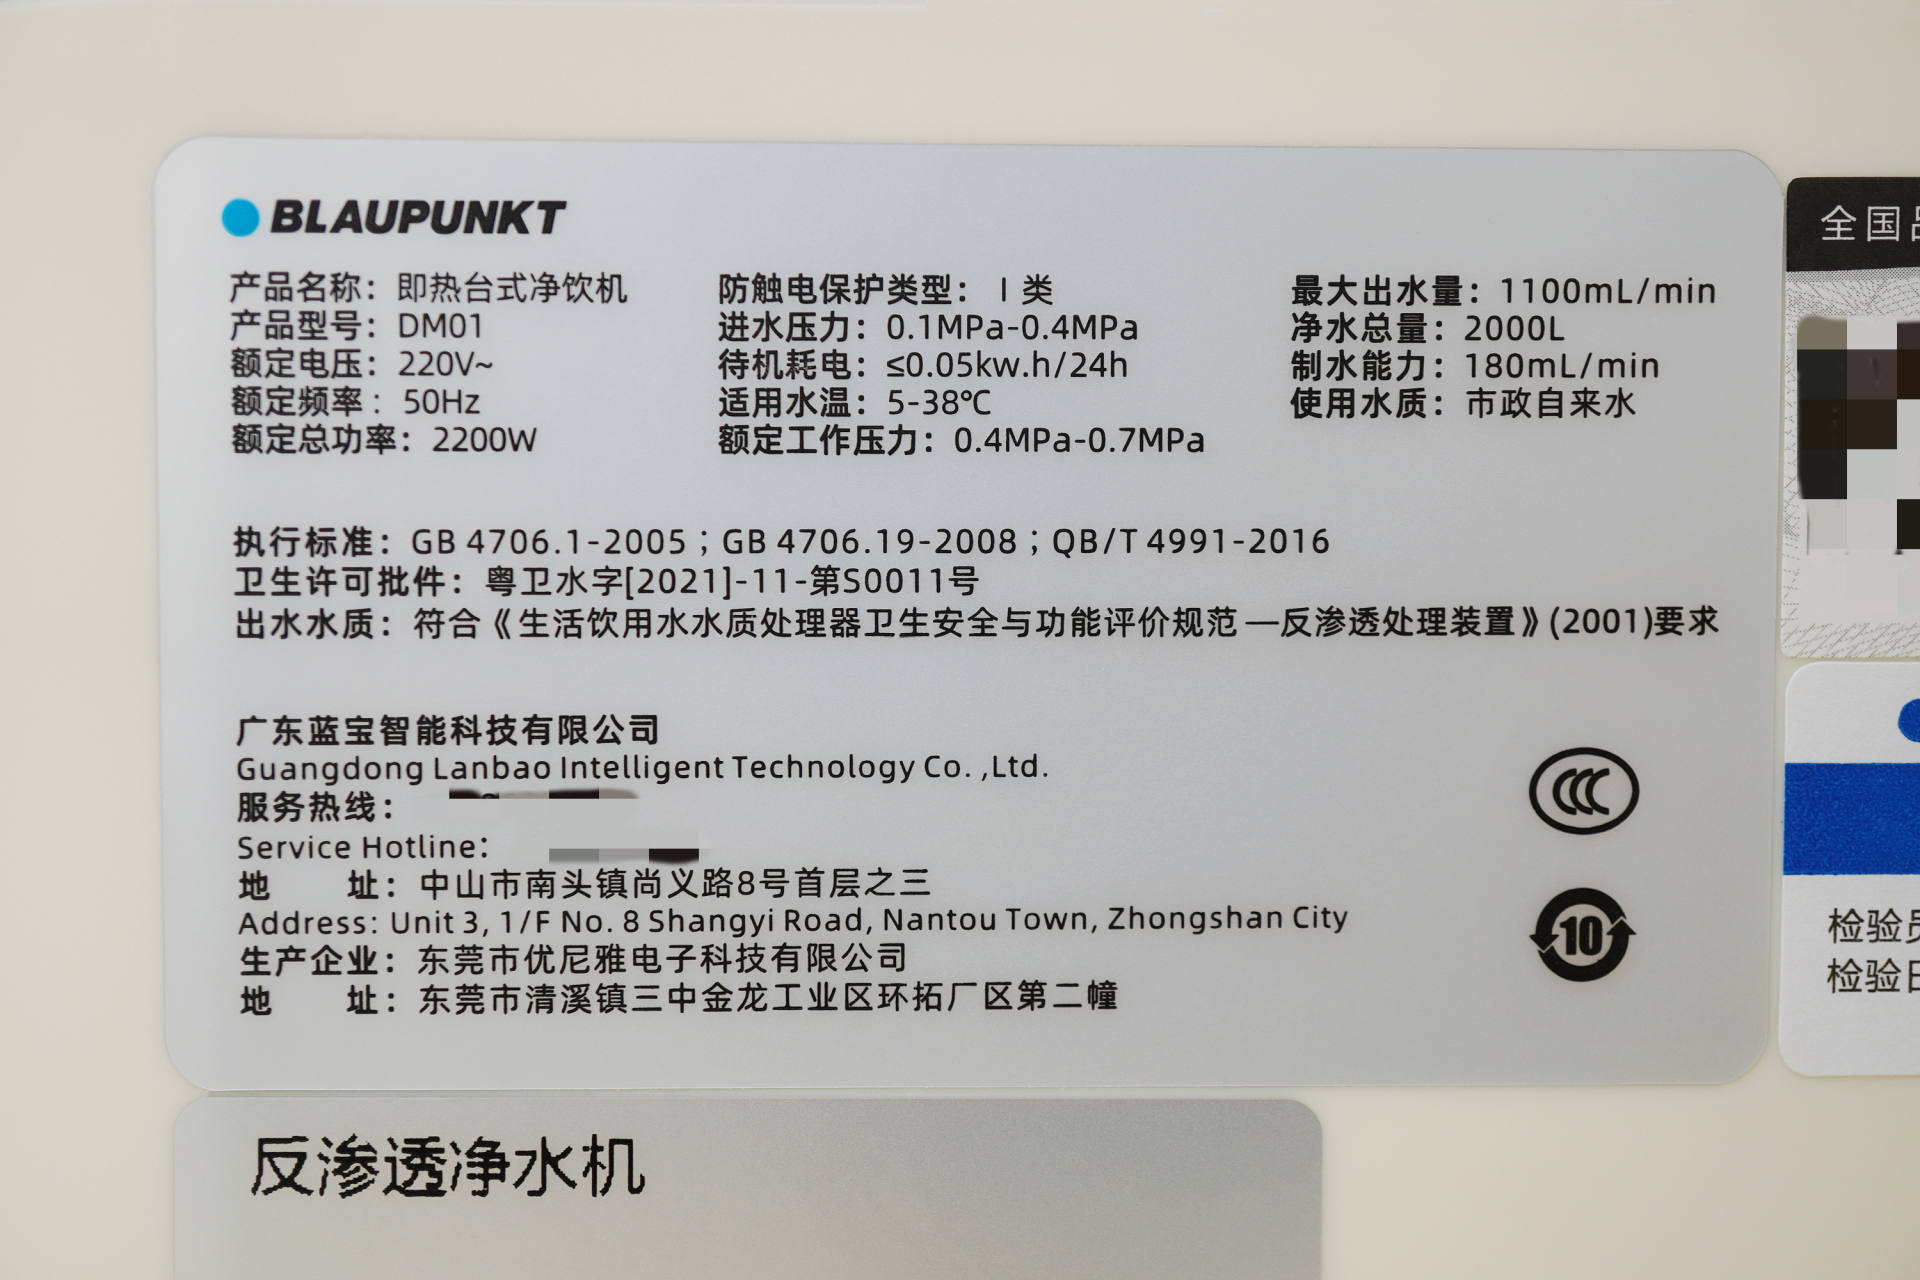 BLAUPUNKT
产品名称：即热台式净饮机
产品型号：DM01
额定电压：220V~
额定频率：50Hz
额定总功率：2200W
防触电保护类型：I 类
进水压力：0.1MPa-0.4MPa
待机耗电：≤0.05kw.h/24h
适用水温：5-38℃
额定工作压力：0.4MPa-0.7MPa
最大出水量：1100mL/min
净水总量：2000L
制水能力：180mL/min
使用水质：市政自来水
执行标准：GB 4706.1-2005；GB 4706.19-2008；QB/T 4991-2016
卫生许可批件：粤卫水字[2021]-11-第S0011号
出水水质：符合《生活饮用水水质处理器卫生安全与功能评价规范—反渗透处理装置》(2001)要求
广东蓝宝智能科技有限公司
Guangdong Lanbao Intelligent Technology Co. ,Ltd.
服务热线：
Service Hotline：
地 址：中山市南头镇尚义路8号首层之三
Address: Unit 3, 1/F No. 8 Shangyi Road, Nantou Town, Zhongshan City
生产企业：东莞市优尼雅电子科技有限公司
地 址：东莞市清溪镇三中金龙工业区环拓厂区第二幢
10
反渗透净水机
全国
检验员
检验日